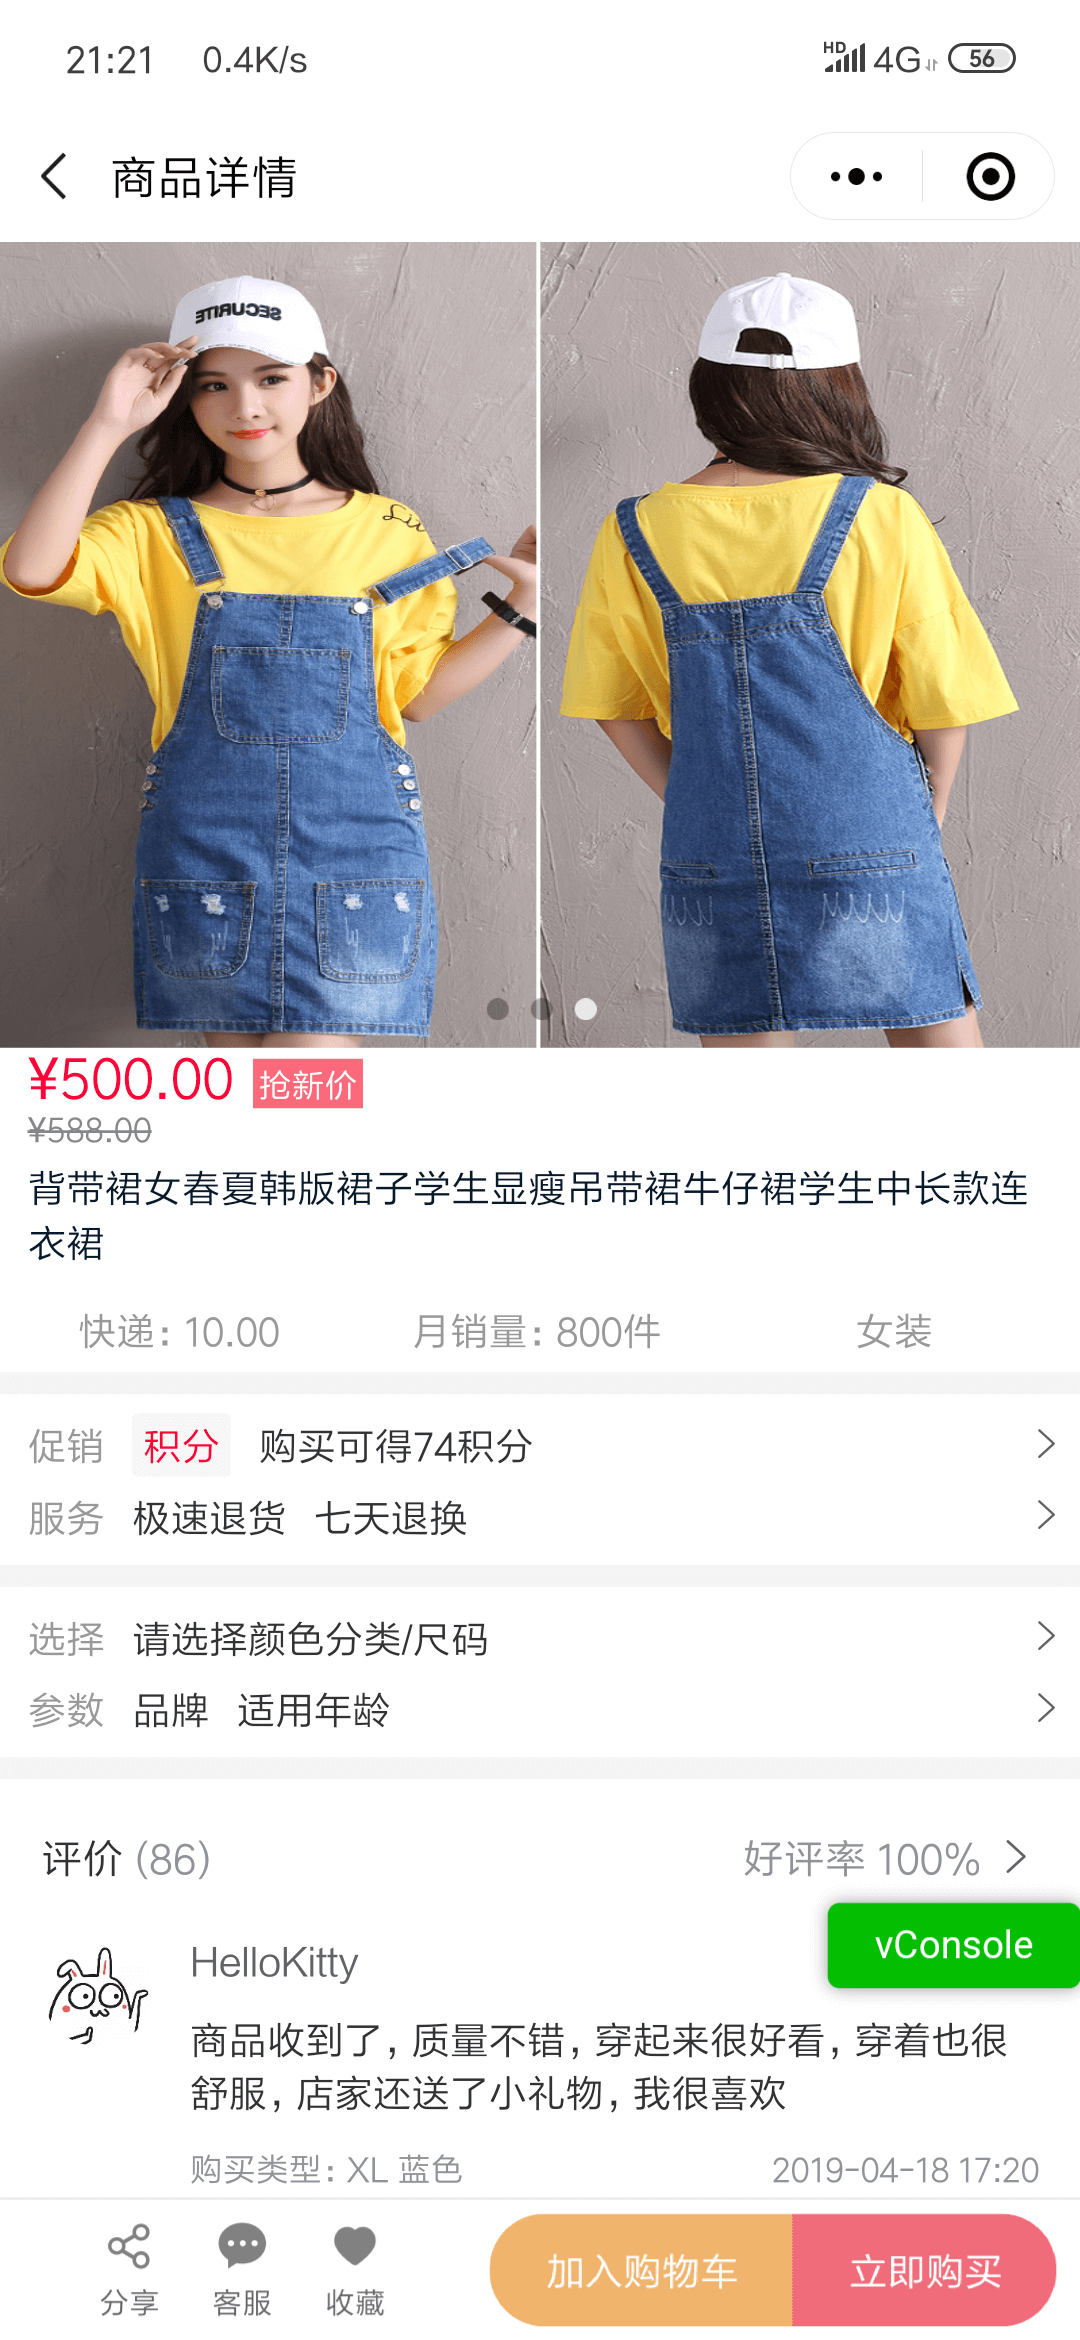 21:21 0.4K/s HD 4G 56
商品详情
SECURITE
¥500.00 抢新价
¥588.00
背带裙女春夏韩版裙子学生显瘦吊带裙牛仔裙学生中长款连
衣裙
快递: 10.00 月销量: 800件 女装
促销 积分 购买可得74积分
服务 极速退货 七天退换
选择 请选择颜色分类/尺码
参数 品牌 适用年龄
评价 (86) 好评率 100%
vConsole
HelloKitty
商品收到了, 质量不错, 穿起来很好看, 穿着也很
舒服, 店家还送了小礼物, 我很喜欢
购买类型: XL 蓝色 2019-04-18 17:20
分享 客服 收藏 加入购物车 立即购买